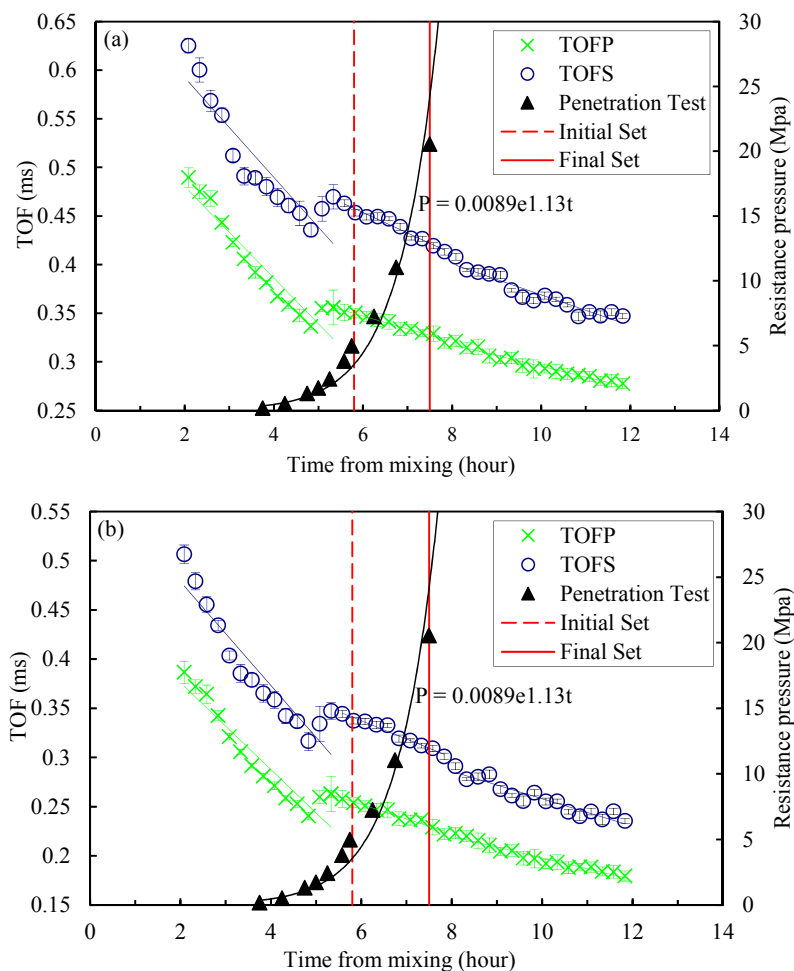 (a)
TOFP
TOFS
Penetration Test
Initial Set
Final Set
P = 0.0089e1.13t
0.65
0.6
0.55
0.5
0.45
0.4
0.35
0.3
0.25
TOF (ms)
30
25
20
15
10
5
0
Resistance pressure (Mpa)
0 2 4 6 8 10 12 14
Time from mixing (hour)
(b)
TOFP
TOFS
Penetration Test
Initial Set
Final Set
P = 0.0089e1.13t
0.55
0.5
0.45
0.4
0.35
0.3
0.25
0.2
0.15
TOF (ms)
30
25
20
15
10
5
0
Resistance pressure (Mpa)
0 2 4 6 8 10 12 14
Time from mixing (hour)